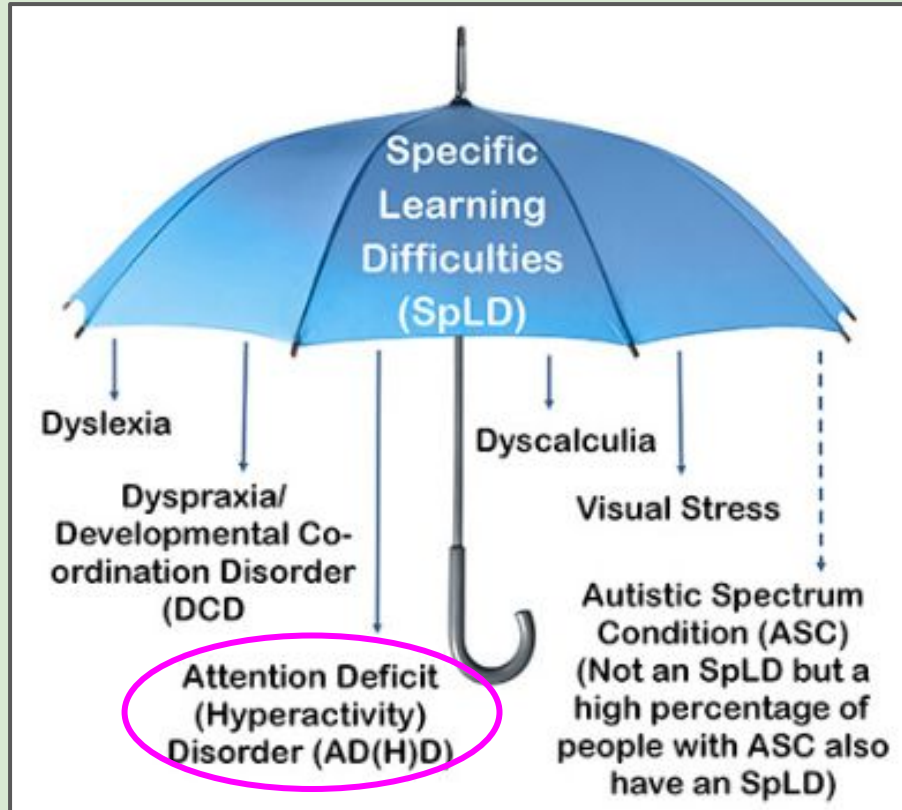 Specific
Learning
Difficulties
(SpLD)
Dyslexia
Dyspraxia/
Developmental Co-
ordination Disorder
(DCD
Attention Deficit
(Hyperactivity)
Disorder (AD(H)D)
Dyscalculia
Visual Stress
Autistic Spectrum
Condition (ASC)
(Not an SpLD but a
high percentage of
people with ASC also
have an SpLD)